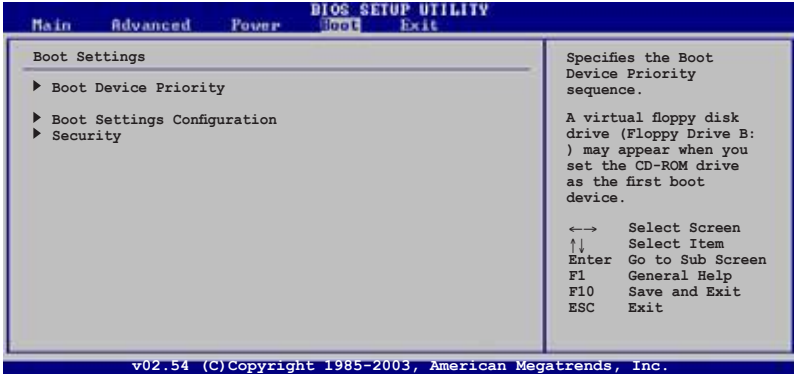 BIOS SETUP UTILITY
Main Advanced Power Boot Exit
Boot Settings
Boot Device Priority
Boot Settings Configuration
Security
Specifies the Boot
Device Priority
sequence.
A virtual floppy disk
drive (Floppy Drive B:
) may appear when you
set the CD-ROM drive
as the first boot
device.
←→ Select Screen
↑↓ Select Item
Enter Go to Sub Screen
F1 General Help
F10 Save and Exit
ESC Exit
v02.54 (C)Copyright 1985-2003, American Megatrends, Inc.